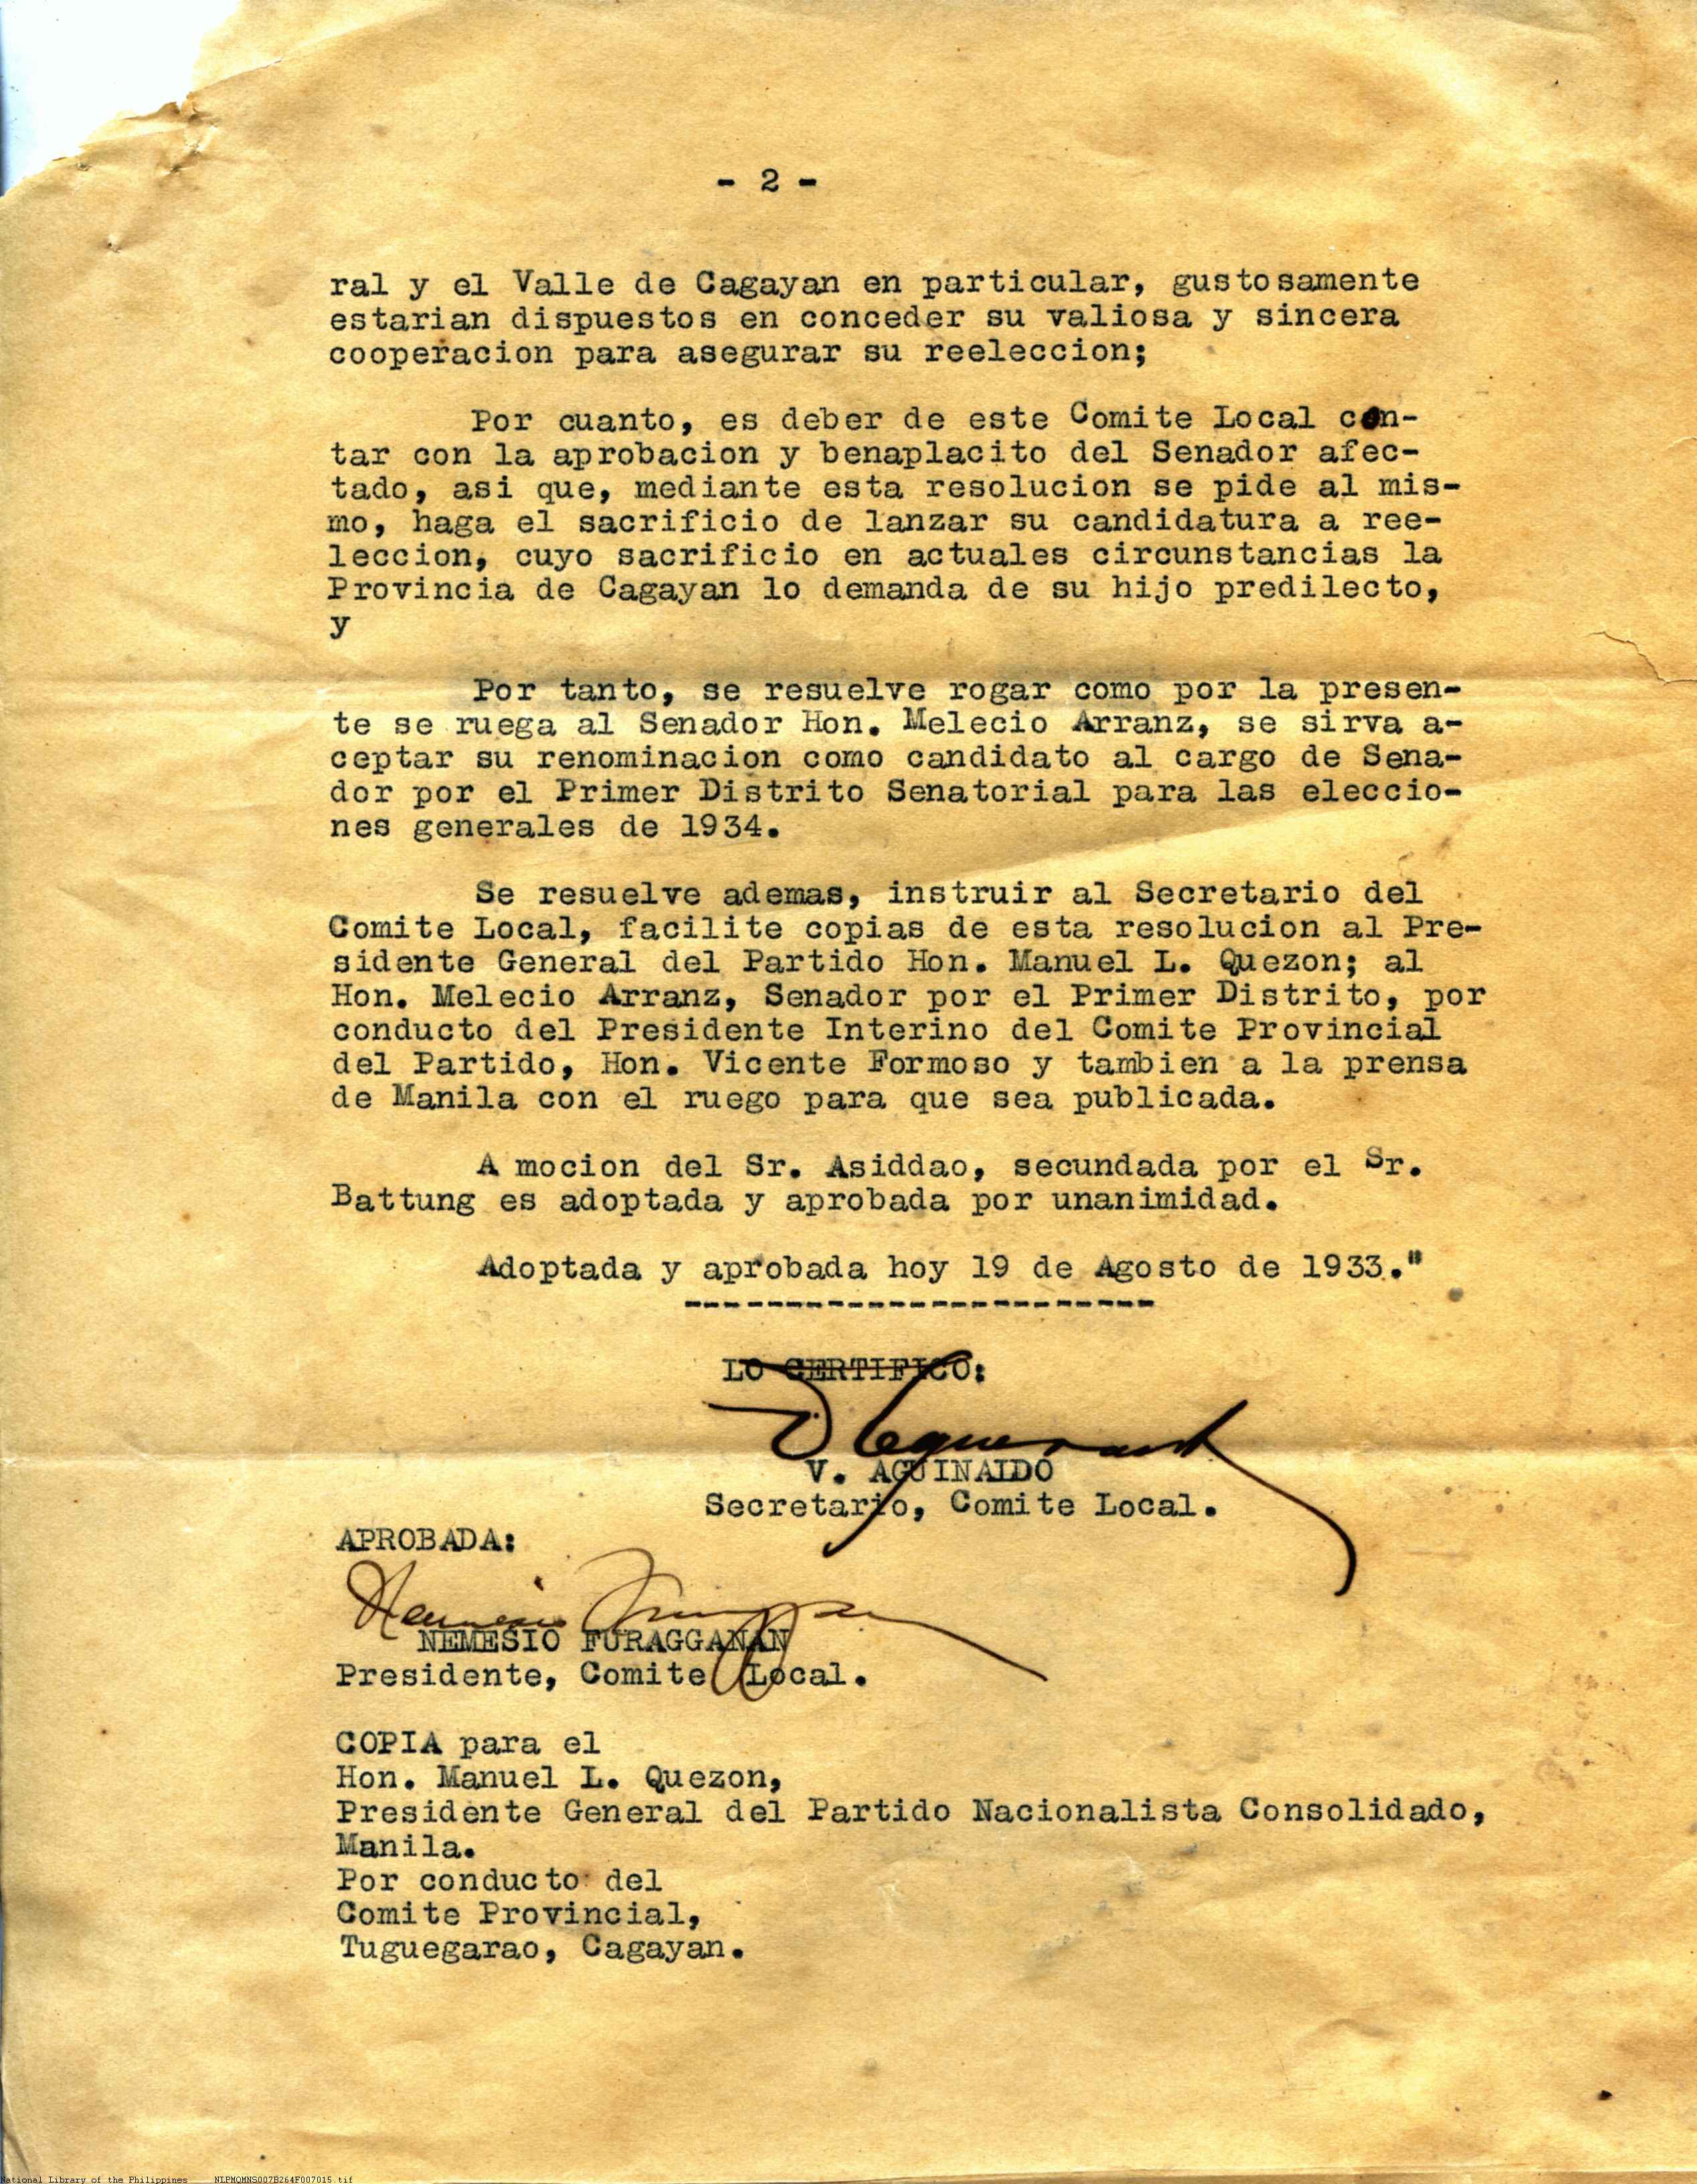 - 2 -
ral y el Valle de Cagayan en particular, gustosamente
estarian dispuestos en conceder su valiosa y sincera
cooperacion para asegurar su reeleccion;
Por cuanto, es deber de este Comite Local con-
tar con la aprobacion y benaplacito del Senador afec-
tado, asi que, mediante esta resolucion se pide al mis-
mo, haga el sacrificio de lanzar su candidatura a ree-
leccion, cuyo sacrificio en actuales circunstancias la
Provincia de Cagayan lo demanda de su hijo predilecto,
y
Por tanto, se resuelve rogar como por la presen-
te se ruega al Senador Hon. Melecio Arranz, se sirva a-
ceptar su renominacion como candidato al cargo de Sena-
dor por el Primer Distrito Senatorial para las eleccio-
nes generales de 1934.
Se resuelve ademas, instruir al Secretario del
Comite Local, facilite copias de esta resolucion al Pre-
sidente General del Partido Hon. Manuel L. Quezon; al
Hon. Melecio Arranz, Senador por el Primer Distrito, por
conducto del Presidente Interino del Comite Provincial
del Partido, Hon. Vicente Formoso y tambien a la prensa
de Manila con el ruego para que sea publicada.
A mocion del Sr. Asiddao, secundada por el Sr.
Battung es adoptada y aprobada por unanimidad.
Adoptada y aprobada hoy 19 de Agosto de 1933."
-----------------------
LO CERTIFICO:
V. AGUINALDO
Secretario, Comite Local.
APROBADA:
NEMESIO FURAGGANAN
Presidente, Comite Local.
COPIA para el
Hon. Manuel L. Quezon,
Presidente General del Partido Nacionalista Consolidado,
Manila.
Por conducto del
Comite Provincial,
Tuguegarao, Cagayan.
National Library of the Philippines NLPMQMNS007B264F007015.tif